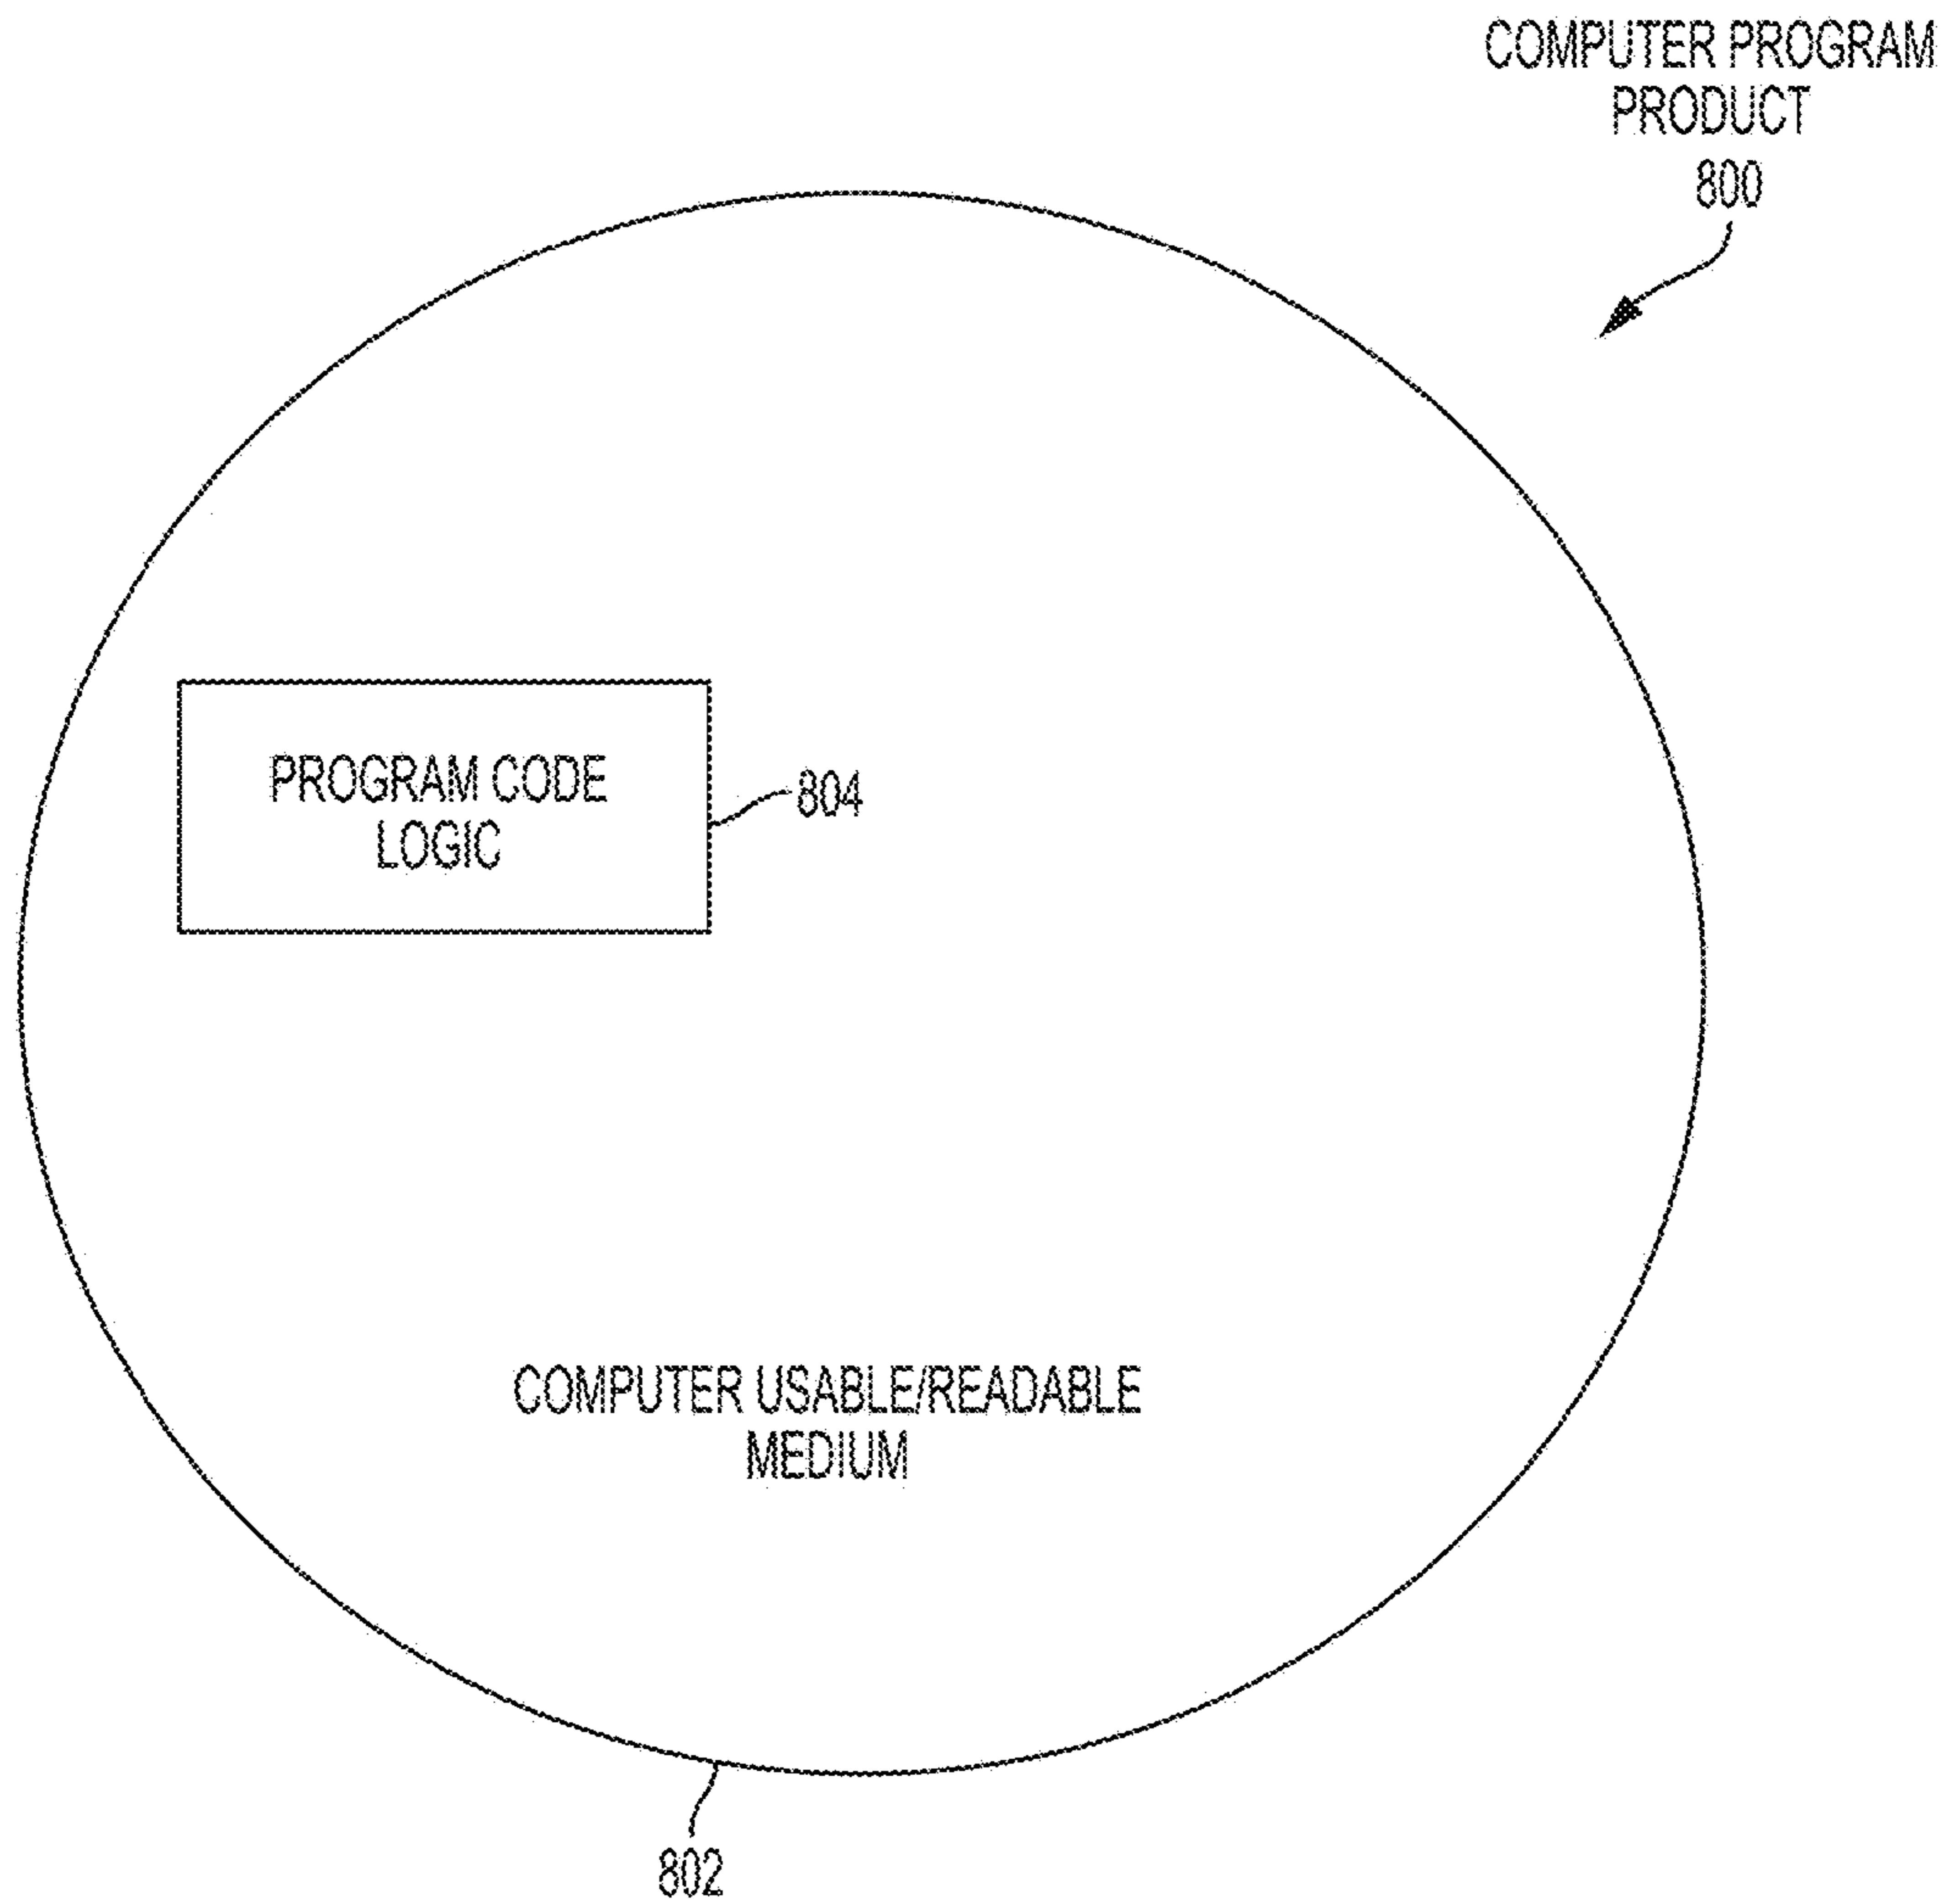 COMPUTER PROGRAM
PRODUCT
800
PROGRAM CODE
LOGIC
804
COMPUTER USABLE/READABLE
MEDIUM
802